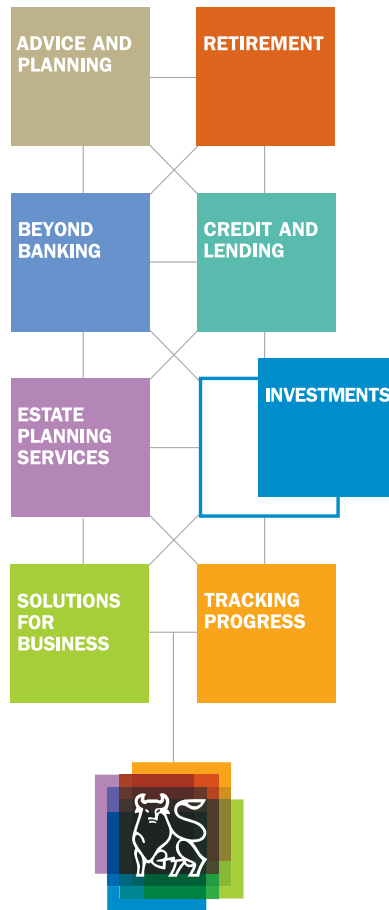 ADVICE AND
PLANNING
RETIREMENT
BEYOND
BANKING
CREDIT AND
LENDING
ESTATE
PLANNING
SERVICES
INVESTMENTS
SOLUTIONS
FOR
BUSINESS
TRACKING
PROGRESS